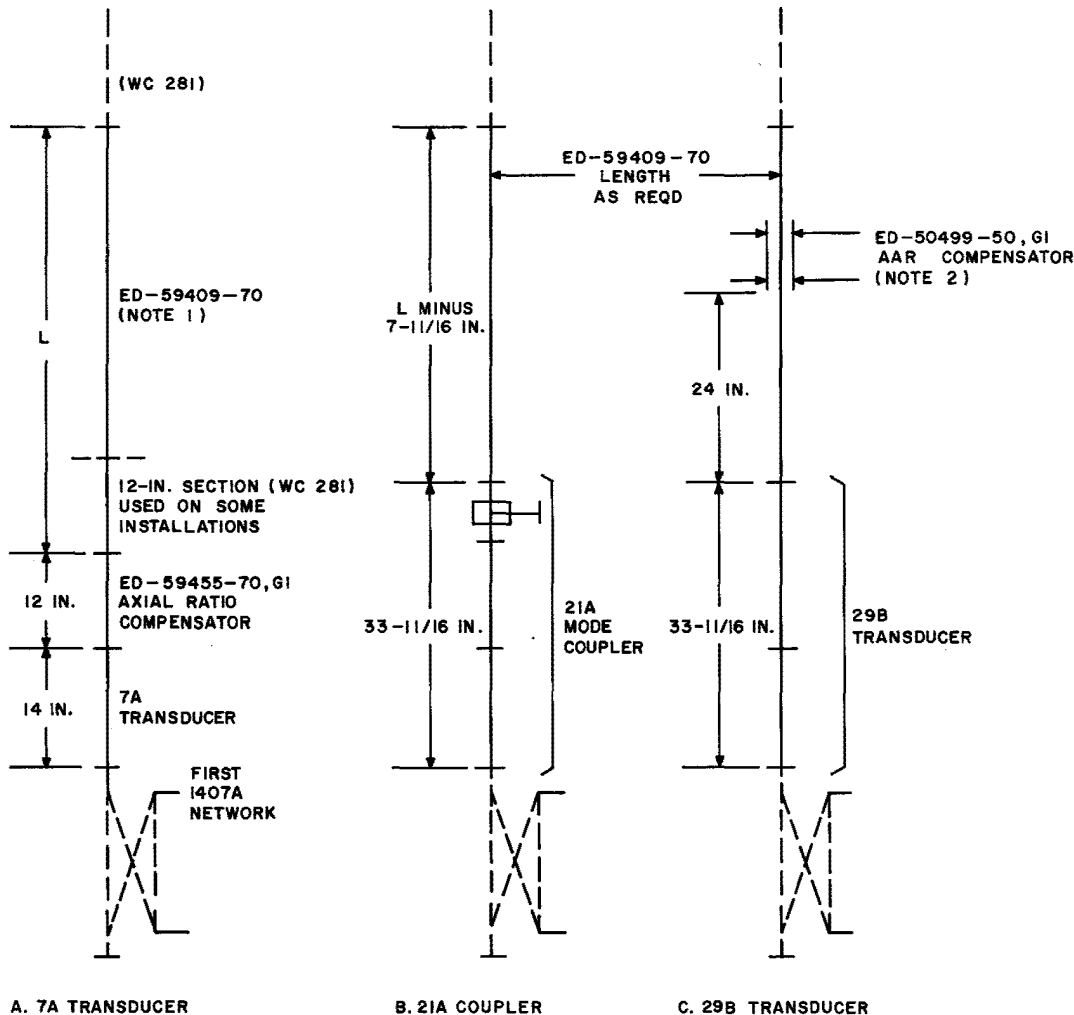 (WC 281)
ED-59409-70
LENGTH
AS REQD
ED-50499-50, G1
AAR COMPENSATOR
(NOTE 2)
ED-59409-70
(NOTE 1)
L
L MINUS
7-11/16 IN.
24 IN.
12-IN. SECTION (WC 281)
USED ON SOME
INSTALLATIONS
12 IN.
ED-59455-70, G1
AXIAL RATIO
COMPENSATOR
33-11/16 IN.
21A
MODE
COUPLER
33-11/16 IN.
29B
TRANSDUCER
14 IN.
7A
TRANSDUCER
FIRST
1407A
NETWORK
A. 7A TRANSDUCER
B. 21A COUPLER
C. 29B TRANSDUCER